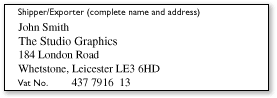 Shipper/Exporter (complete name and address)
John Smith
The Studio Graphics
184 London Road
Whetstone, Leicester LE3 6HD
Vat No. 437 7916 13